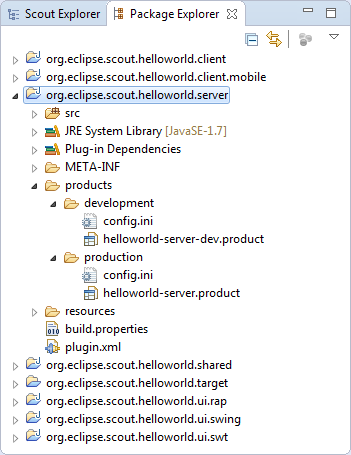 Scout Explorer Package Explorer
org.eclipse.scout.helloworld.client
org.eclipse.scout.helloworld.client.mobile
org.eclipse.scout.helloworld.server
src
JRE System Library [JavaSE-1.7]
Plug-in Dependencies
META-INF
products
development
config.ini
helloworld-server-dev.product
production
config.ini
helloworld-server.product
resources
build.properties
plugin.xml
org.eclipse.scout.helloworld.shared
org.eclipse.scout.helloworld.target
org.eclipse.scout.helloworld.ui.rap
org.eclipse.scout.helloworld.ui.swing
org.eclipse.scout.helloworld.ui.swt